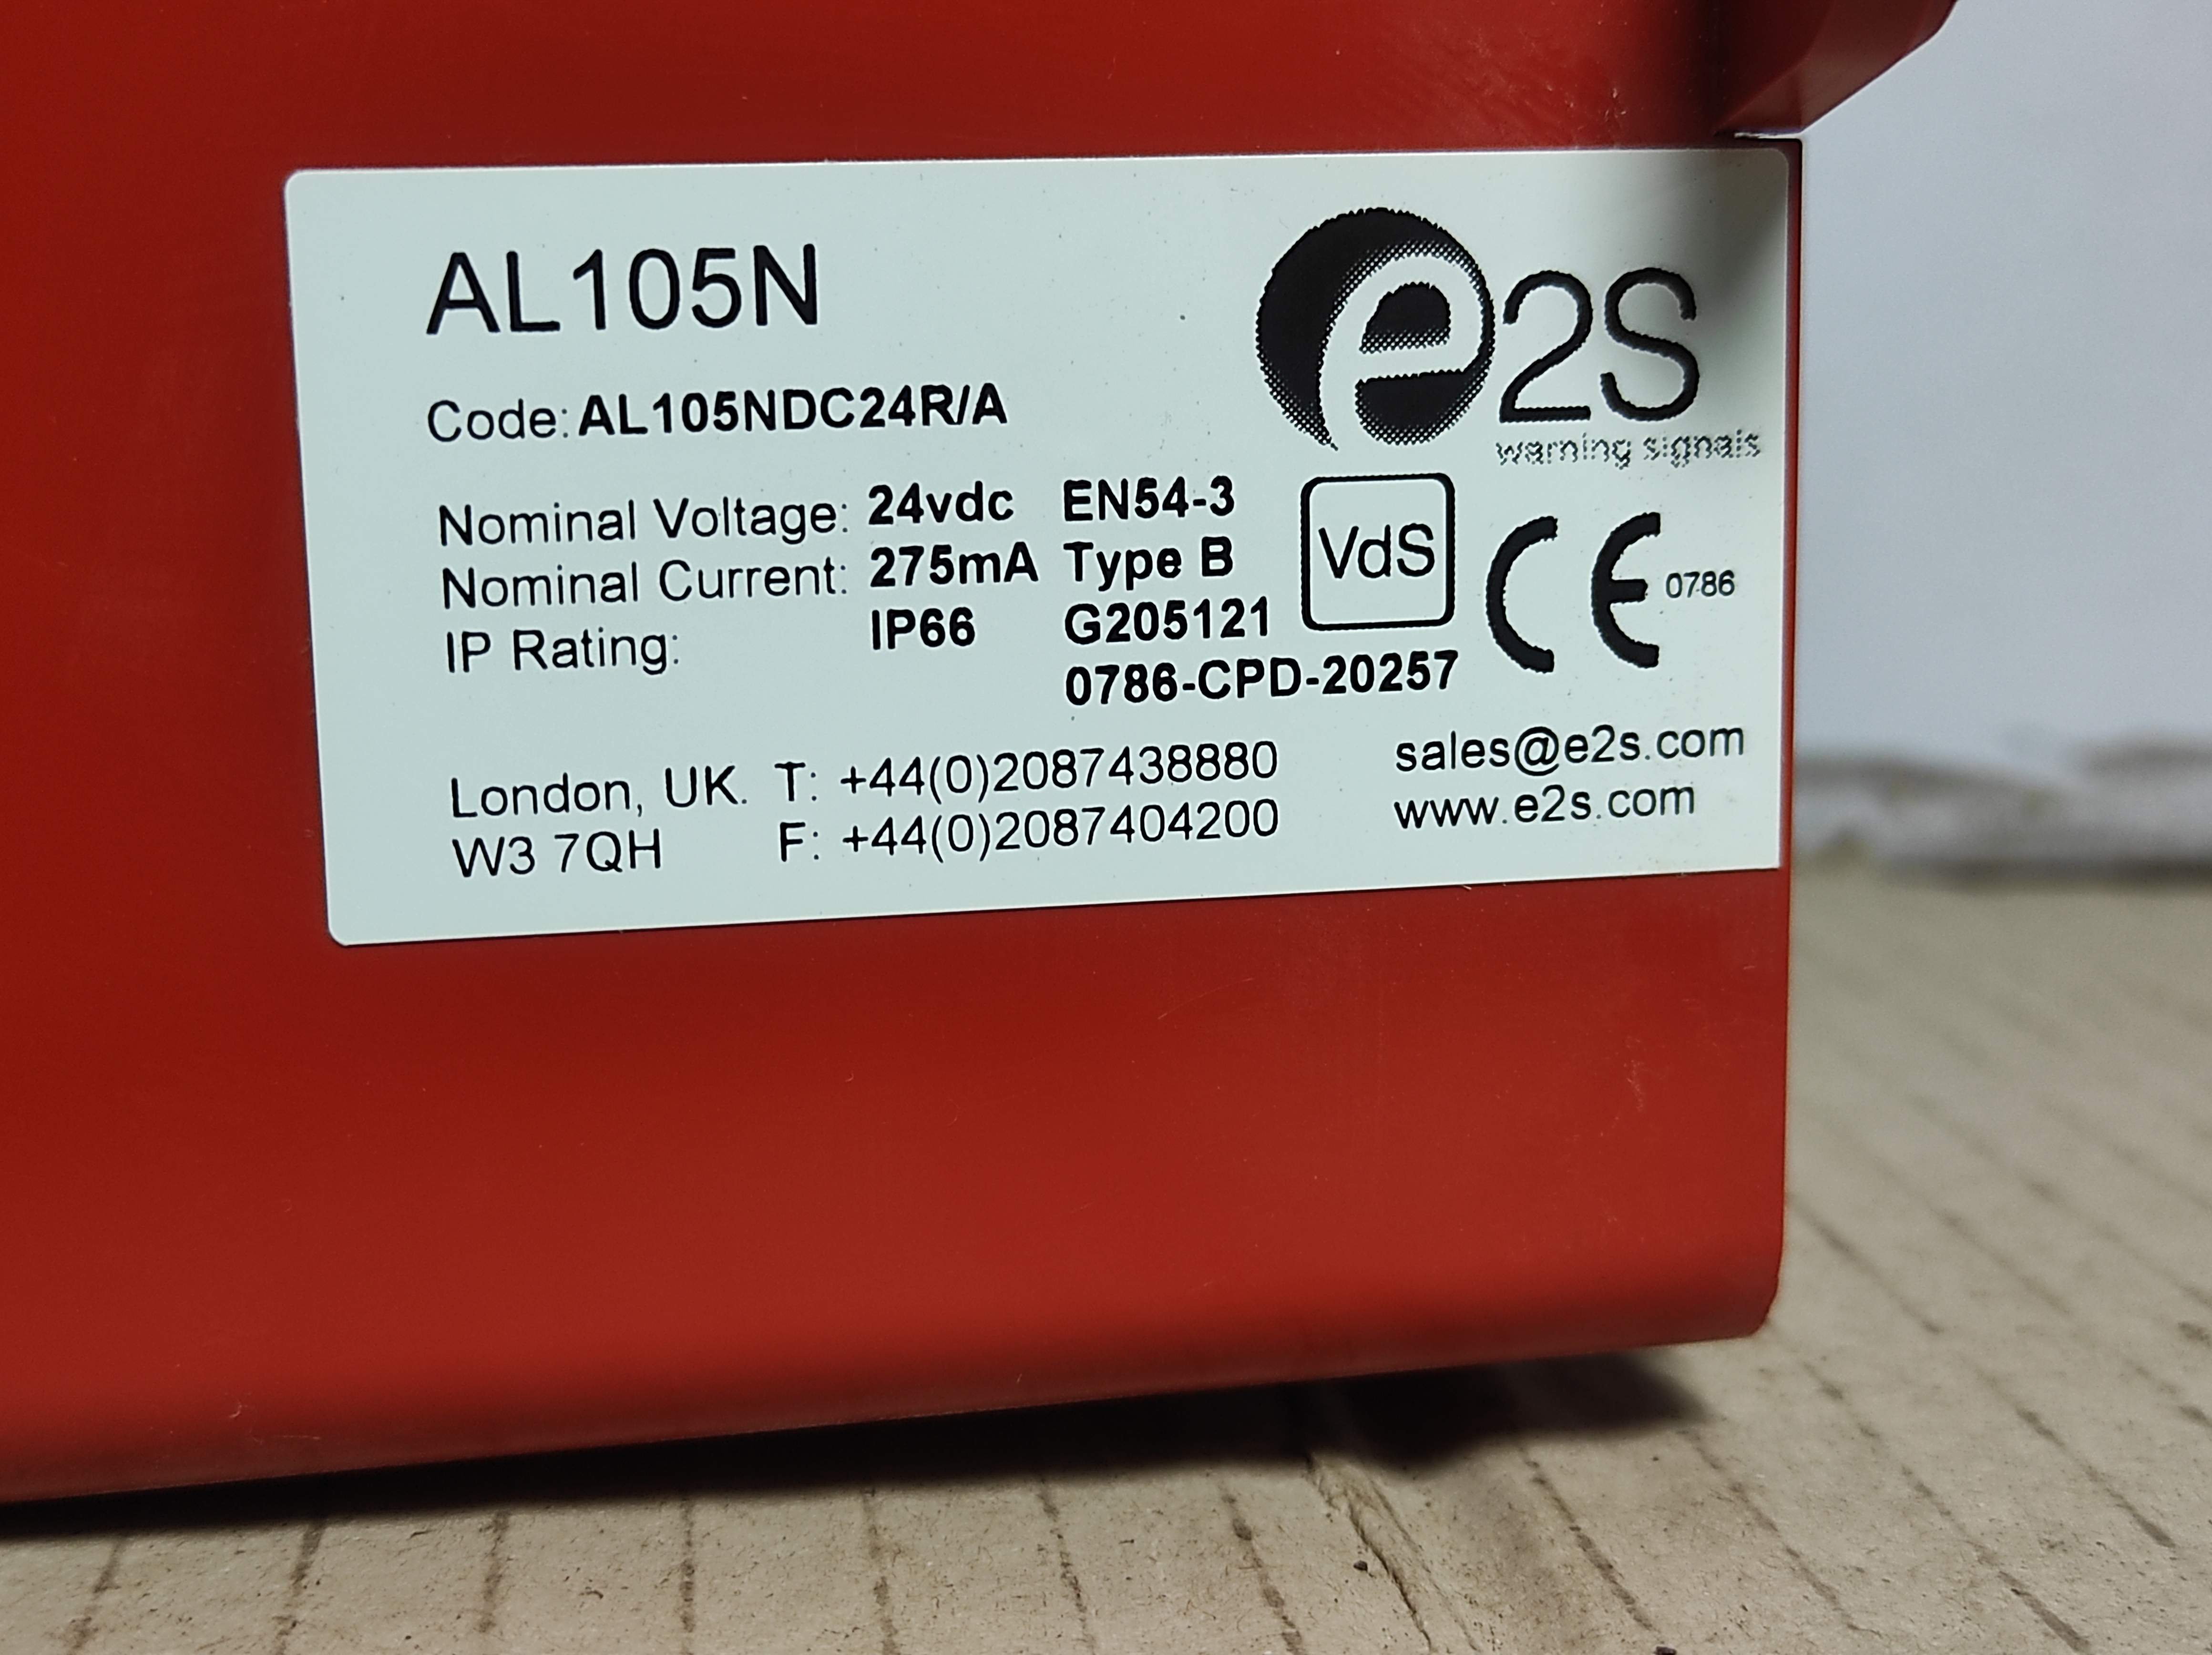 AL105N
e2s
warning signals
Code: AL105NDC24R/A
Nominal Voltage: 24vdc EN54-3
Nominal Current: 275mA Type B
IP Rating: IP66 G205121
0786-CPD-20257
VdS
CE 0786
London, UK. T: +44(0)2087438880
W3 7QH F: +44(0)2087404200
sales@e2s.com
www.e2s.com